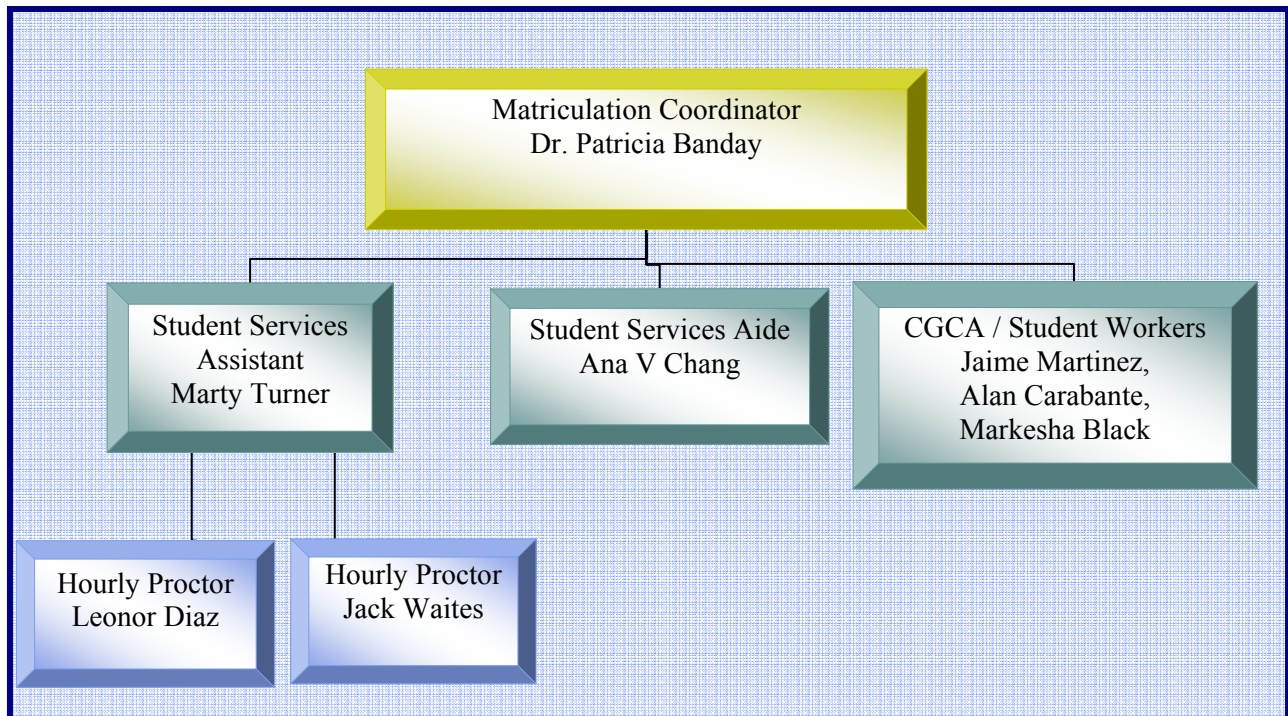 Matriculation Coordinator
Dr. Patricia Banday
Student Services
Assistant
Marty Turner
Student Services Aide
Ana V Chang
CGCA / Student Workers
Jaime Martinez,
Alan Carabante,
Markesha Black
Hourly Proctor
Leonor Diaz
Hourly Proctor
Jack Waites